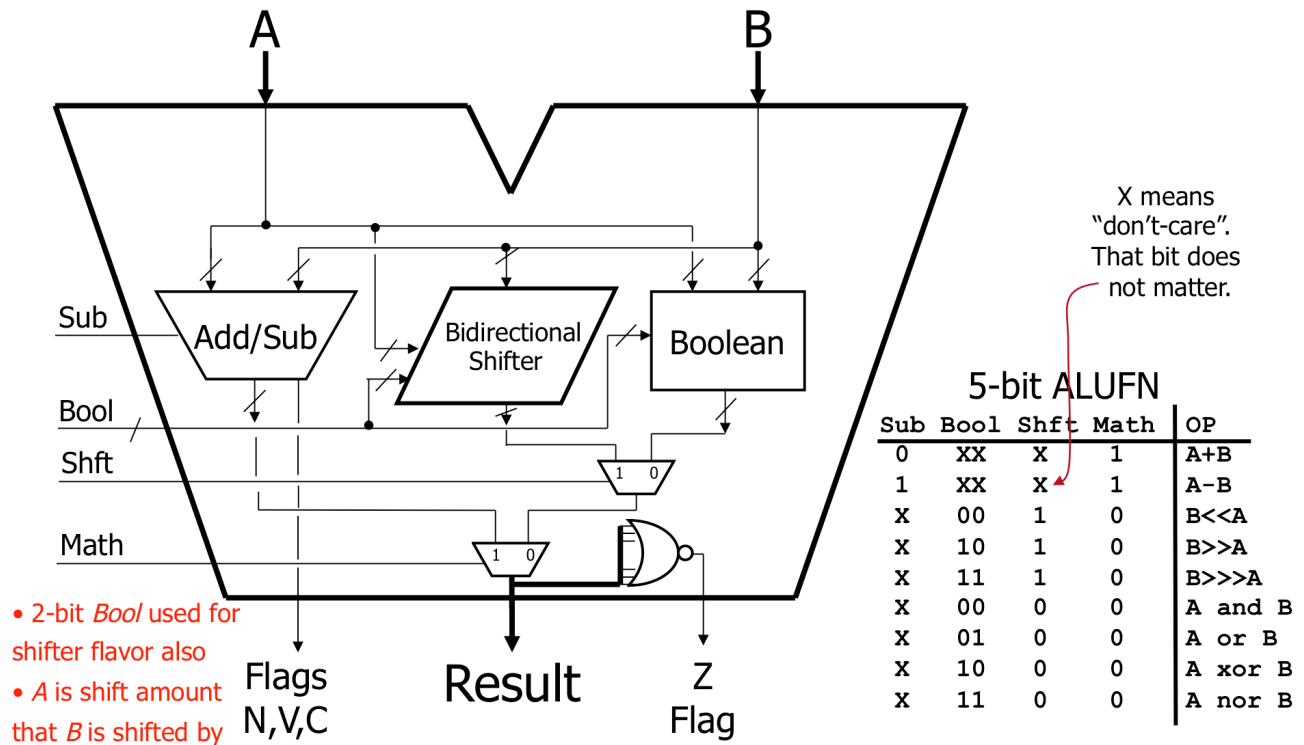 A
B
X means
“don’t-care”.
That bit does
not matter.
Sub
Add/Sub
Bidirectional
Shifter
Boolean
Bool
Shft
1 0
Math
1 0
5-bit ALUFN
Sub Bool Shft Math OP
0 XX X 1 A+B
1 XX X 1 A-B
X 00 1 0 B<<A
X 10 1 0 B>>A
X 11 1 0 B>>>A
X 00 0 0 A and B
X 01 0 0 A or B
X 10 0 0 A xor B
X 11 0 0 A nor B
• 2-bit Bool used for
shifter flavor also
• A is shift amount
that B is shifted by
Flags
N,V,C
Result
Z
Flag